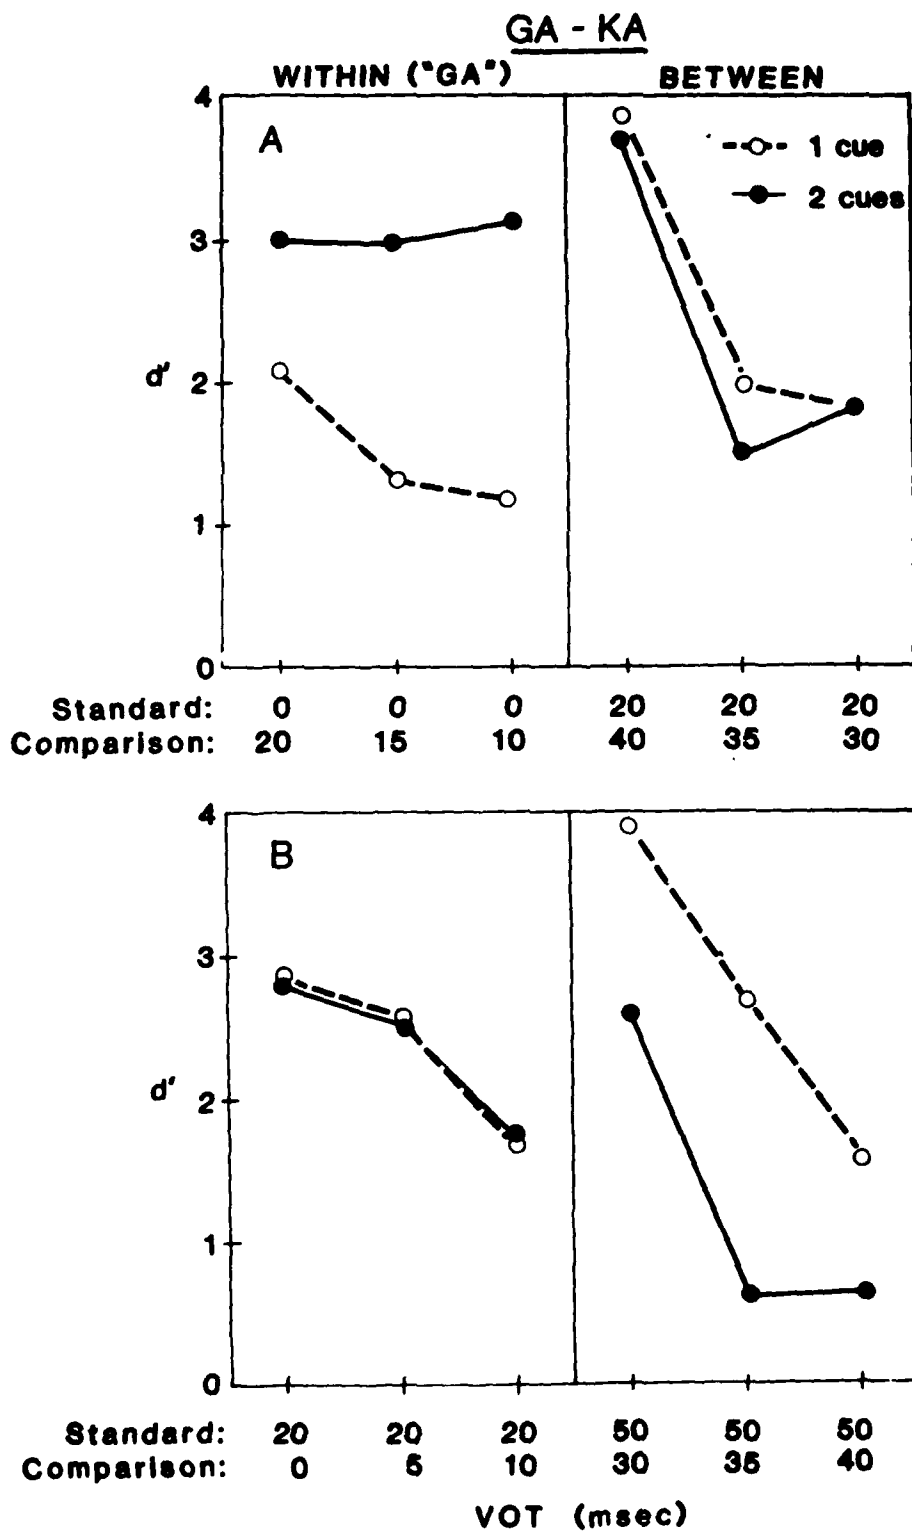 GA - KA
WITHIN ("GA") BETWEEN
4
A
1 cue
2 cues
3
d' 2
1
0
Standard: 0 0 0 20 20 20
Comparison: 20 15 10 40 35 30
4
B
3
d'
2
1
0
Standard: 20 20 20 50 50 50
Comparison: 0 5 10 30 35 40
VOT (msec)